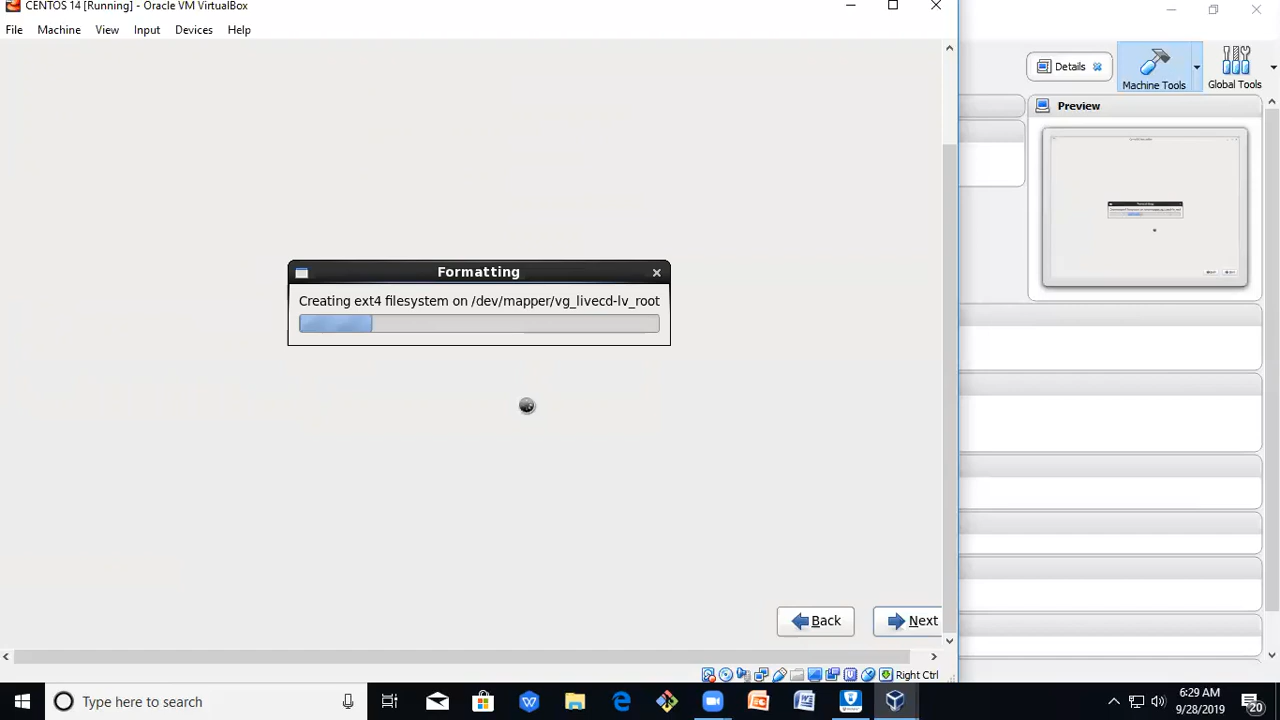 CENTOS 14 [Running] - Oracle VM VirtualBox
File Machine View Input Devices Help
Details
Machine Tools
Global Tools
Preview
Formatting
Creating ext4 filesystem on /dev/mapper/vg_livecd-lv_root
Back
Next
Right Ctrl
Type here to search
6:29 AM
9/28/2019
20